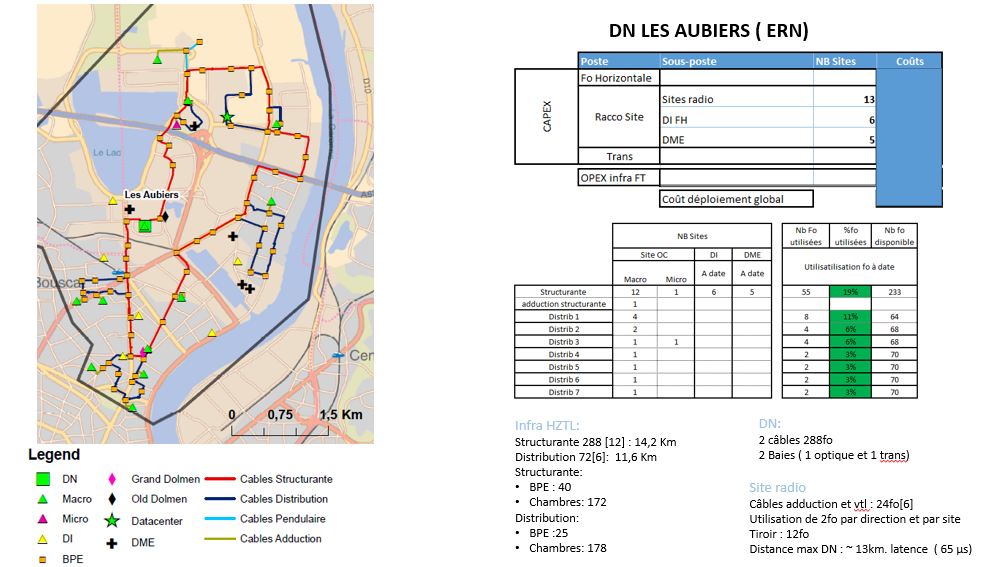 DN LES AUBIERS ( ERN)
Poste Sous-poste NB Sites Coûts
CAPEX
Fo Horizontale
Racco Site
Sites radio 13
DI FH 6
DME 5
Trans
OPEX infra FT
Coût déploiement global
Le Lac
Les Aubiers
D10
Bousca
Cen
0 0,75 1,5 Km
NB Sites
Site OC DI DME
Macro Micro A date A date
Nb Fo utilisées %fo utilisées Nb fo disponible
Utilisatilisation fo à date
Structurante 12 1 6 5 55 19% 233
adduction structurante 1
Distrib 1 4 8 11% 64
Distrib 2 2 4 6% 68
Distrib 3 1 1 4 6% 68
Distrib 4 1 2 3% 70
Distrib 5 1 2 3% 70
Distrib 6 1 2 3% 70
Distrib 7 1 2 3% 70
Legend
DN
Macro
Micro
DI
BPE
Grand Dolmen
Old Dolmen
Datacenter
DME
Cables Structurante
Cables Distribution
Cables Pendulaire
Cables Adduction
Infra HZTL:
Structurante 288 [12] : 14,2 Km
Distribution 72[6]: 11,6 Km
Structurante:
• BPE : 40
• Chambres: 172
Distribution:
• BPE :25
• Chambres: 178
DN:
2 câbles 288fo
2 Baies ( 1 optique et 1 trans)
Site radio
Câbles adduction et vtl : 24fo[6]
Utilisation de 2fo par direction et par site
Tiroir : 12fo
Distance max DN : ~ 13km. latence ( 65 µs)